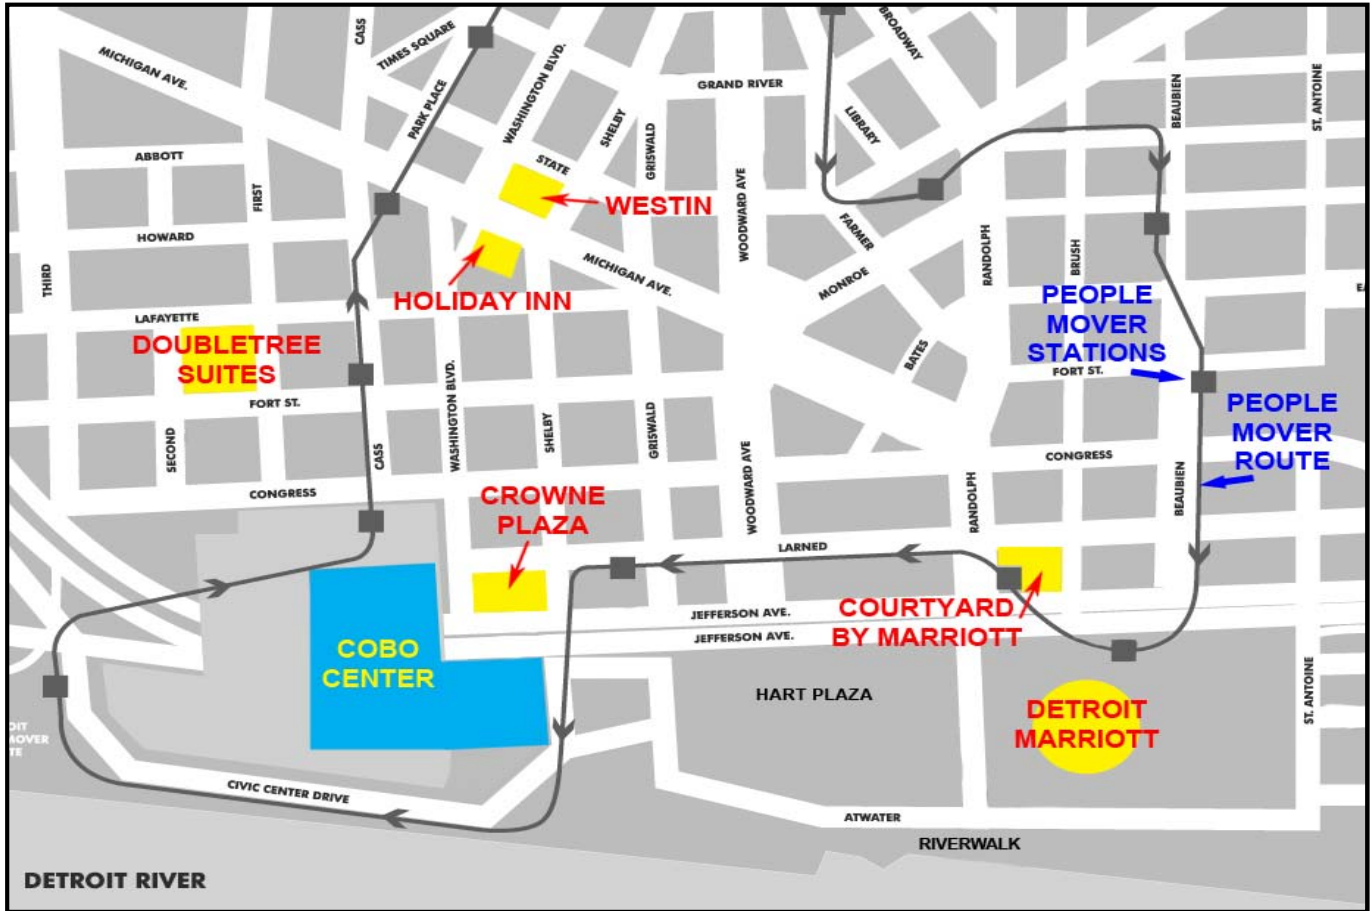 CASS
TIMES SQUARE
WASHINGTON BLVD.
BROADWAY
MICHIGAN AVE.
PARK PLACE
SHELBY
GRISWALD
GRAND RIVER
LIBRARY
BEAUBIEN
ST. ANTOINE
ABBOTT
FIRST
STATE
WESTIN
WOODWARD AVE
FARMER
HOWARD
THIRD
MICHIGAN AVE.
MONROE
RANDOLPH
BRUSH
HOLIDAY INN
PEOPLE
MOVER
STATIONS
LAFAYETTE
DOUBLETREE
SUITES
BATES
FORT ST.
FORT ST.
PEOPLE
MOVER
ROUTE
SECOND
CASS
WASHINGTON BLVD.
SHELBY
GRISWALD
WOODWARD AVE
CONGRESS
RANDOLPH
BEAUBIEN
CONGRESS
CROWNE
PLAZA
LARNED
COURTYARD
BY MARRIOTT
JEFFERSON AVE.
JEFFERSON AVE.
COBO
CENTER
HART PLAZA
DETROIT
MARRIOTT
ST. ANTOINE
CIVIC CENTER DRIVE
ATWATER
RIVERWALK
DETROIT RIVER